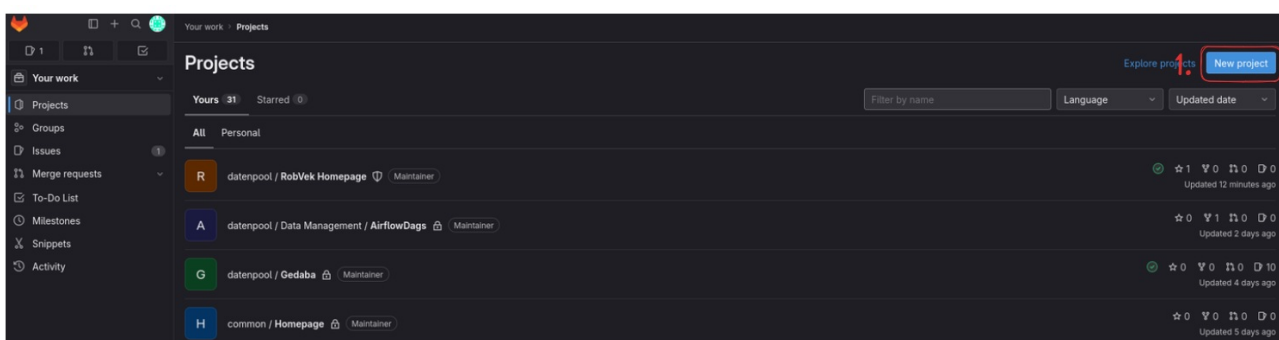 Your work > Projects
1
Your work
Projects
Groups
Issues 1
Merge requests
To-Do List
Milestones
Snippets
Activity
Projects
Explore projects 1. New project
Yours 31 Starred 0
Filter by name Language Updated date
All Personal
R datenpool / RobVek Homepage Maintainer 1 0 0 0
Updated 12 minutes ago
A datenpool / Data Management / AirflowDags Maintainer 0 1 0 0
Updated 2 days ago
G datenpool / Gedaba Maintainer 0 0 0 10
Updated 4 days ago
H common / Homepage Maintainer 0 0 0 0
Updated 5 days ago